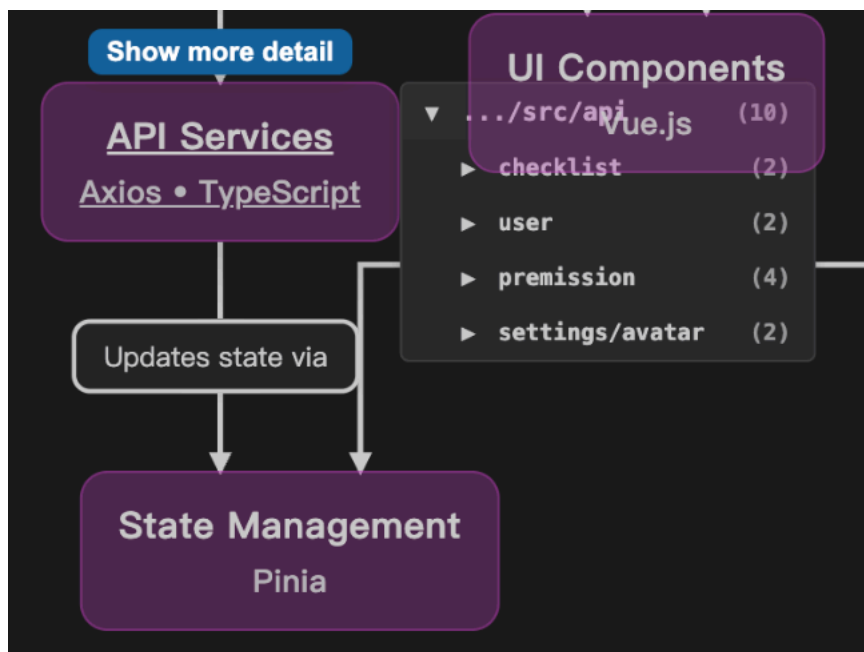 Show more detail
API Services
Axios • TypeScript
UI Components
Vue.js
▼ .../src/api (10)
▶ checklist (2)
▶ user (2)
▶ premission (4)
▶ settings/avatar (2)
Updates state via
State Management
Pinia